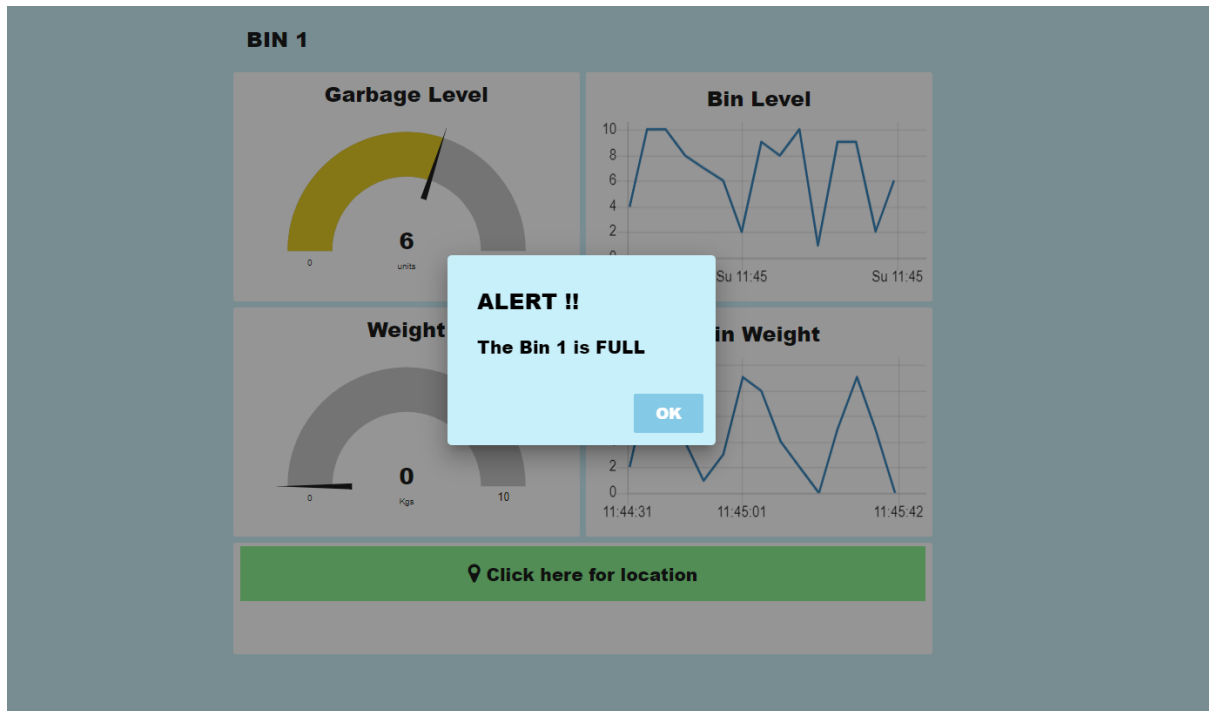 BIN 1
Garbage Level
6
units
0
Bin Level
10
8
6
4
2
0
Su 11:45
Su 11:45
ALERT !!
The Bin 1 is FULL
OK
Weight
0
Kgs
0
10
in Weight
2
0
11:44:31
11:45:01
11:45:42
Click here for location